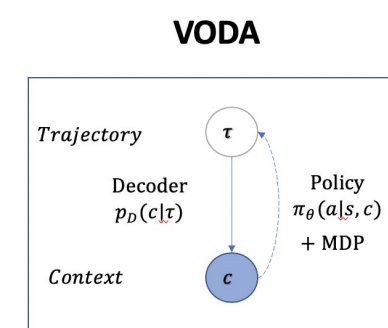 VODA
Trajectory
τ
Decoder
p_D(c|τ)
Policy
π_θ(a|s, c)
+ MDP
Context
c